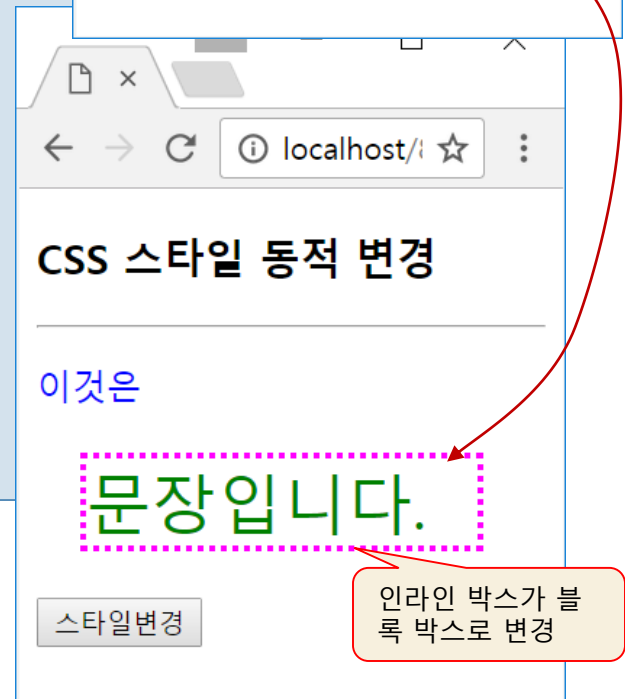 localhost/
CSS 스타일 동적 변경
이것은
문장입니다.
인라인 박스가 블
록 박스로 변경
스타일변경